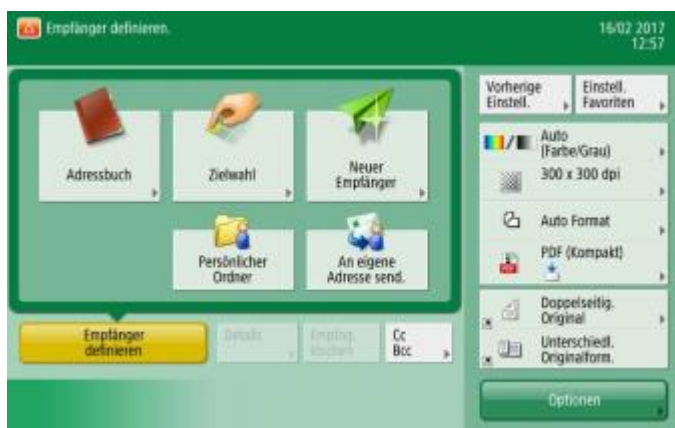 Empfänger definieren.
16/02 2017
12:57
Adressbuch
Zielwahl
Neuer
Empfänger
Persönlicher
Ordner
An eigene
Adresse send.
Empfänger
definieren
Details
Empfäng.
löschen
Cc
Bcc
Vorherige
Einstell.
Einstell.
Favoriten
Auto
(Farbe/Grau)
300 x 300 dpi
Auto Format
PDF (Kompakt)
Doppelseitig.
Original
Unterschiedl.
Originalform.
Optionen